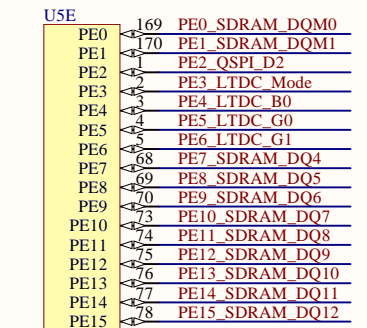 U5E
PE0 169 PE0_SDRAM_DQM0
PE1 170 PE1_SDRAM_DQM1
PE2 1 PE2_QSPI_D2
PE3 2 PE3_LTDC_Mode
PE4 3 PE4_LTDC_B0
PE5 4 PE5_LTDC_G0
PE6 5 PE6_LTDC_G1
PE7 68 PE7_SDRAM_DQ4
PE8 69 PE8_SDRAM_DQ5
PE9 70 PE9_SDRAM_DQ6
PE10 73 PE10_SDRAM_DQ7
PE11 74 PE11_SDRAM_DQ8
PE12 75 PE12_SDRAM_DQ9
PE13 76 PE13_SDRAM_DQ10
PE14 77 PE14_SDRAM_DQ11
PE15 78 PE15_SDRAM_DQ12